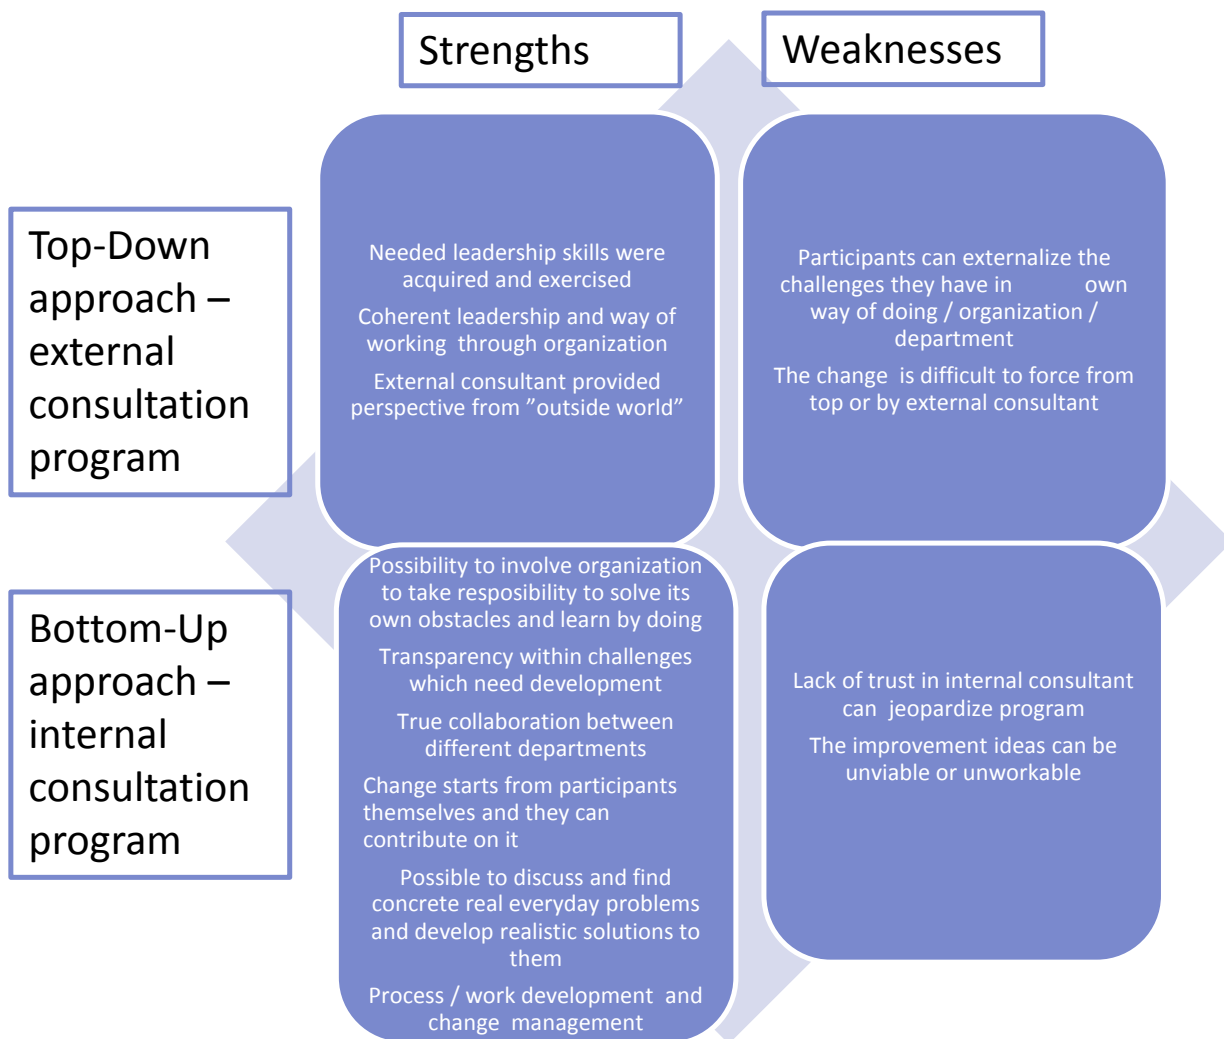 Strengths
Weaknesses
Top-Down
approach –
external
consultation
program
Needed leadership skills were
acquired and exercised
Coherent leadership and way of
working through organization
External consultant provided
perspective from ”outside world”
Participants can externalize the
challenges they have in own
way of doing / organization /
department
The change is difficult to force from
top or by external consultant
Bottom-Up
approach –
internal
consultation
program
Possibility to involve organization
to take resposibility to solve its
own obstacles and learn by doing
Transparency within challenges
which need development
True collaboration between
different departments
Change starts from participants
themselves and they can
contribute on it
Possible to discuss and find
concrete real everyday problems
and develop realistic solutions to
them
Process / work development and
change management
Lack of trust in internal consultant
can jeopardize program
The improvement ideas can be
unviable or unworkable